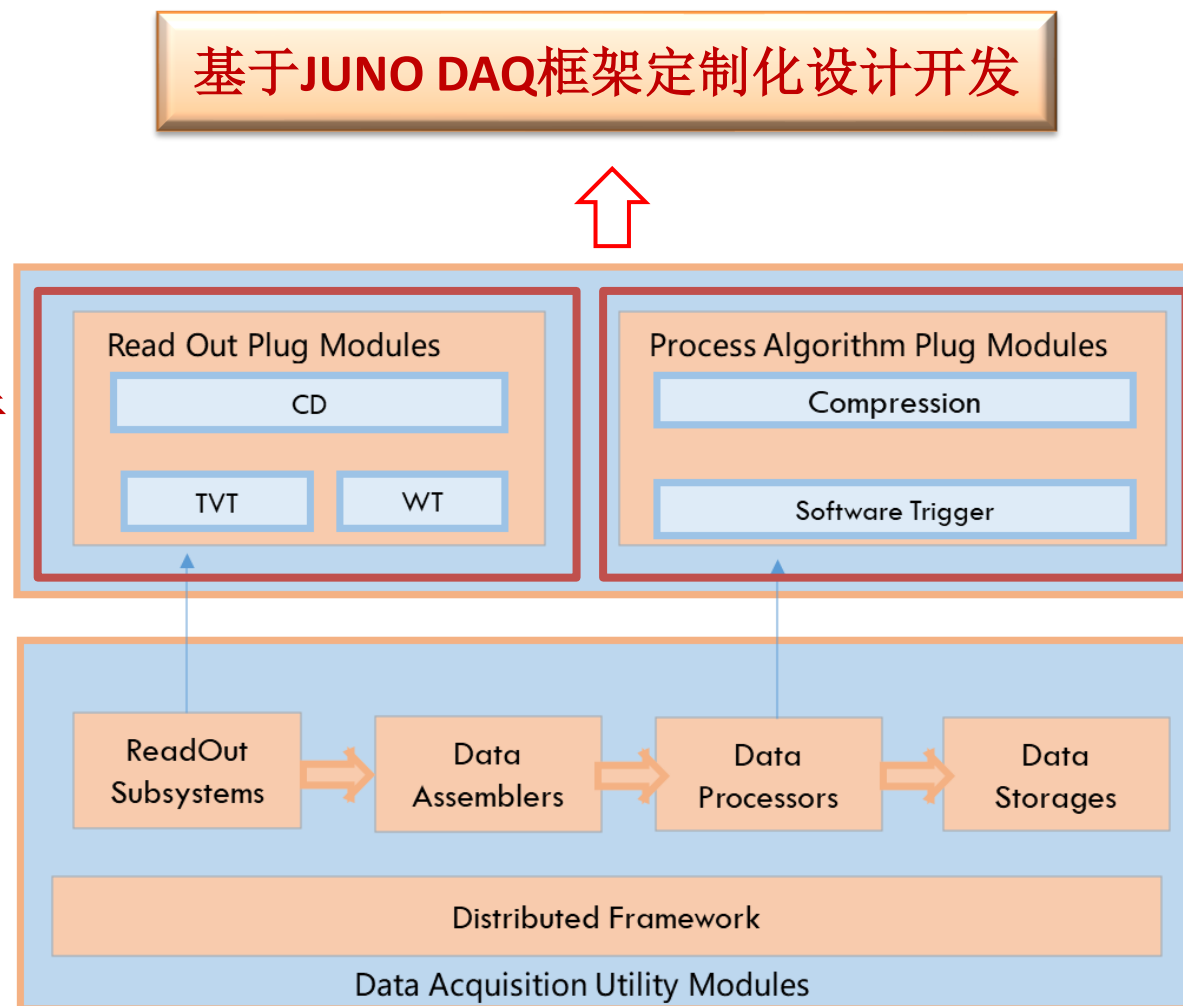 基于JUNO DAQ框架定制化设计开发
Read Out Plug Modules
CD
TVT
WT
Process Algorithm Plug Modules
Compression
Software Trigger
ReadOut
Subsystems
Data
Assemblers
Data
Processors
Data
Storages
Distributed Framework
Data Acquisition Utility Modules